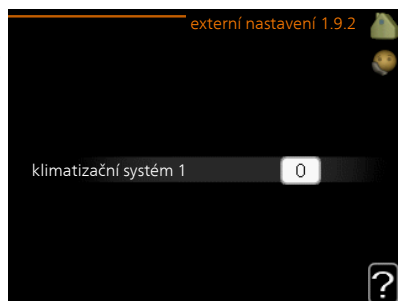 externí nastavení 1.9.2
klimatizační systém 1 0
?